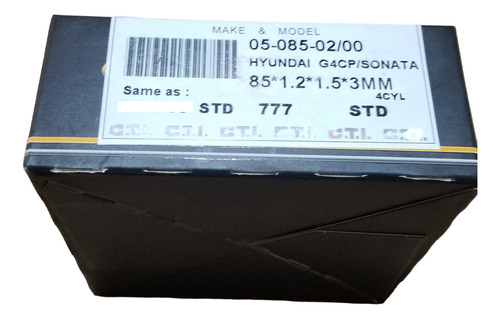 MAKE & MODEL
05-085-02/00
HYUNDAI G4CP/SONATA
85*1.2*1.5*3MM
4CYL
Same as :
STD 777 STD
C.T.I. C.T.I. C.T.I. C.T.I. C.T.I. C.T.I.